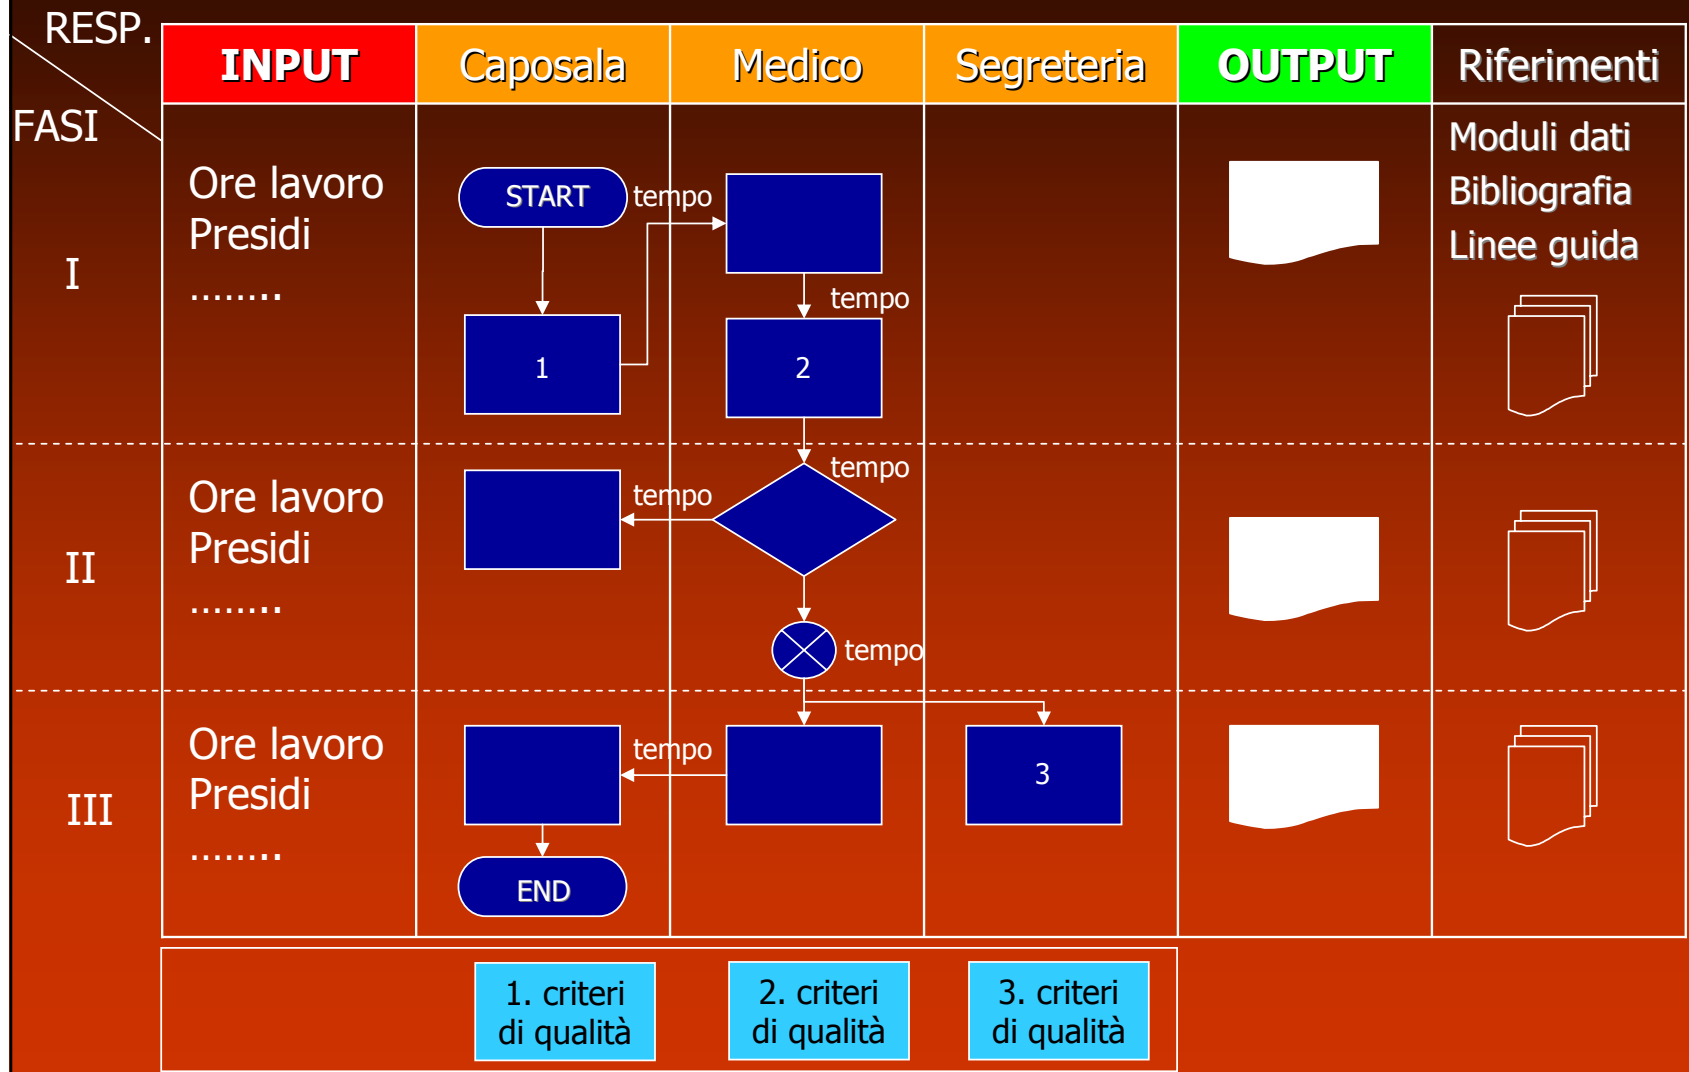 RESP.
FASI
INPUT
Caposala
Medico
Segreteria
OUTPUT
Riferimenti
I
Ore lavoro
Presidi
........
START
tempo
1
tempo
2
Moduli dati
Bibliografia
Linee guida
II
Ore lavoro
Presidi
........
tempo
tempo
tempo
III
Ore lavoro
Presidi
........
tempo
3
END
1. criteri
di qualità
2. criteri
di qualità
3. criteri
di qualità